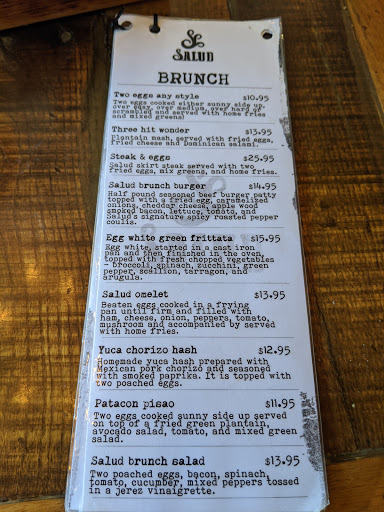 SALUD
BRUNCH
Two eggs any style $10.95
Two eggs cooked either sunny side up,
over easy, over medium, over hard or
scrambled and served with home fries
and mixed greens!
Three hit wonder $13.95
Plantain mash, served with fried eggs,
fried cheese and Dominican salami.
Steak & eggs $25.95
Salud skirt steak served with two
fried eggs, mix greens, and home fries.
Salud brunch burger $14.95
Half pound seasoned beef burger patty
topped with a fried egg, caramelized
onions, cheddar cheese, apple wood
smoked bacon, lettuce, tomato, and
Salud's signature spicy roasted pepper
coulis.
Egg white green frittata $15.95
Egg white, started in a cast iron
pan and then finished in the oven,
topped with fresh chopped vegetables
- broccoli, spinach, zucchini, green
pepper, scallion, tarragon, and
arugula.
Salud omelet $13.95
Beaten eggs cooked in a frying
pan until firm and filled with
ham, cheese, onion, peppers, tomato,
mushroom and accompanied by served
with home fries.
Yuca chorizo hash $12.95
Homemade yuca hash prepared with
Mexican pork chorizo and seasoned
with smoked paprika. It is topped with
two poached eggs.
Patacon pisao $11.95
Two eggs cooked sunny side up served
on top of a fried green plantain,
avocado salad, tomato, and mixed green
salad.
Salud brunch salad $13.95
Two poached eggs, bacon, spinach,
tomato, cucumber, mixed peppers tossed
in a jerez vinaigrette.